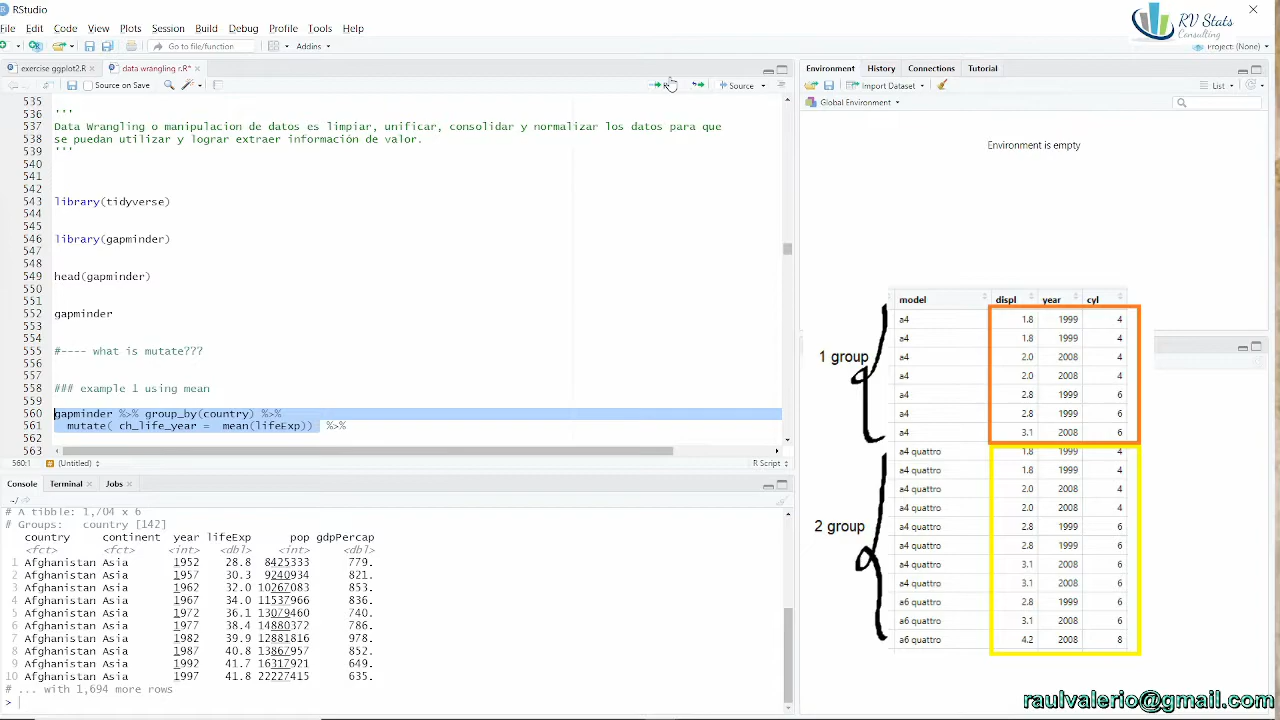 RStudio
File Edit Code View Plots Session Build Debug Profile Tools Help
RV Stats
Consulting
Go to file/function
Addins
Project: (None)
exercise ggplot2.R
data wrangling r.R*
Source on Save
Source
335
336 '''
537 Data Wrangling o manipulacion de datos es limpiar, unificar, consolidar y normalizar los datos para que
538 se puedan utilizar y lograr extraer informacion de valor.
539 '''
540
541
542
543 library(tidyverse)
544
545
546 library(gapminder)
547
548
549 head(gapminder)
550
551
552 gapminder
553
554
555 #---- what is mutate???
556
557
558 ### example 1 using mean
559
560 gapminder %>% group_by(country) %>%
561 mutate( ch_life_year = mean(lifeExp)) %>%
562
563
560:1
(Untitled)
R Script
Console Terminal Jobs
~/
# A tibble: 1,704 x 6
# Groups: country [142]
country continent year lifeExp pop gdpPercap
<fct> <fct> <int> <dbl> <int> <dbl>
1 Afghanistan Asia 1952 28.8 8425333 779.
2 Afghanistan Asia 1957 30.3 9240934 821.
3 Afghanistan Asia 1962 32.0 10267083 853.
4 Afghanistan Asia 1967 34.0 11537966 836.
5 Afghanistan Asia 1972 36.1 13079460 740.
6 Afghanistan Asia 1977 38.4 14880372 786.
7 Afghanistan Asia 1982 39.9 12881816 978.
8 Afghanistan Asia 1987 40.8 13867957 852.
9 Afghanistan Asia 1992 41.7 16317921 649.
10 Afghanistan Asia 1997 41.8 22227415 635.
# ... with 1,694 more rows
>
Environment History Connections Tutorial
Import Dataset
List
Global Environment
Environment is empty
model displ year cyl
a4 1.8 1999 4
a4 1.8 1999 4
1 group
a4 2.0 2008 4
a4 2.0 2008 4
a4 2.8 1999 6
a4 2.8 1999 6
a4 3.1 2008 6
a4 quattro 1.8 1999 4
a4 quattro 1.8 1999 4
a4 quattro 2.0 2008 4
a4 quattro 2.0 2008 4
2 group
a4 quattro 2.8 1999 6
a4 quattro 2.8 1999 6
a4 quattro 3.1 2008 6
a4 quattro 3.1 2008 6
a6 quattro 2.8 1999 6
a6 quattro 3.1 2008 6
a6 quattro 4.2 2008 8
raulvalerio@gmail.com